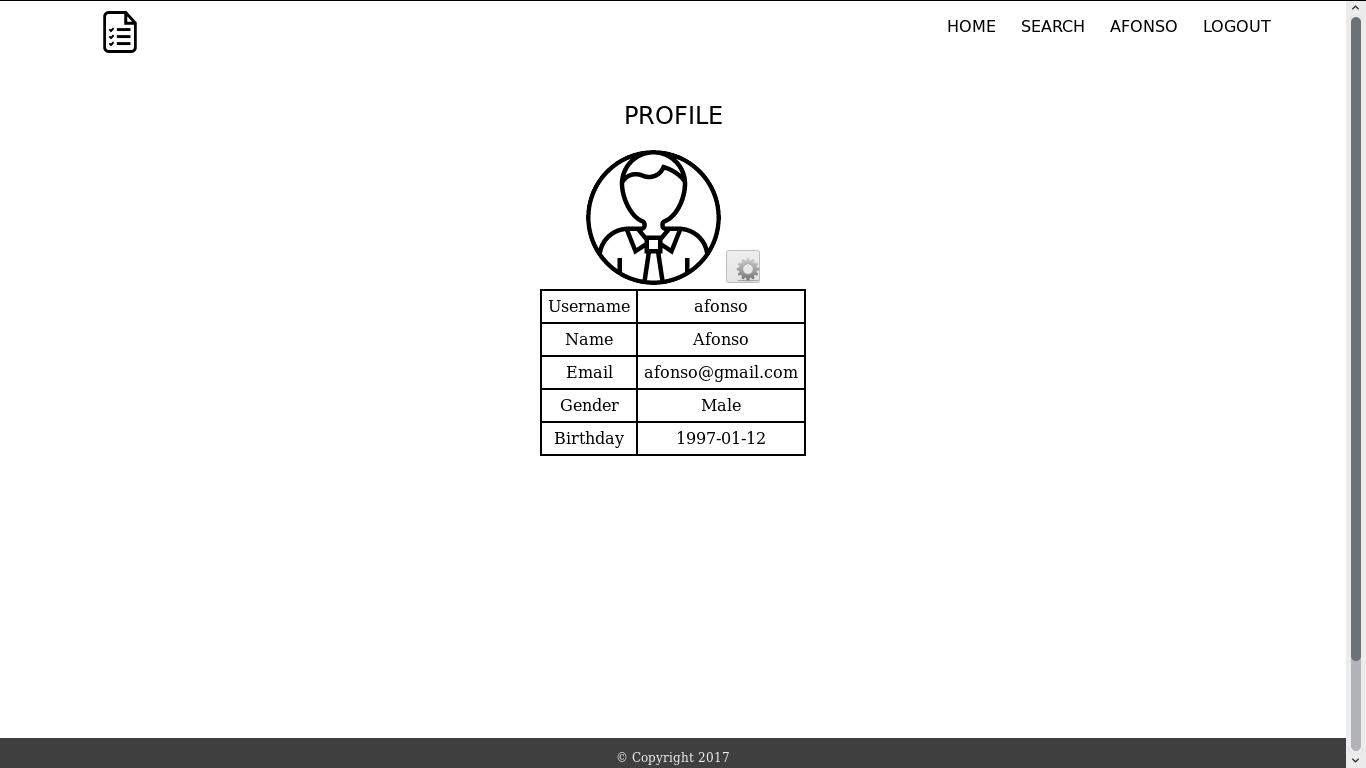 HOME SEARCH AFONSO LOGOUT
PROFILE
Username afonso
Name Afonso
Email afonso@gmail.com
Gender Male
Birthday 1997-01-12
© Copyright 2017